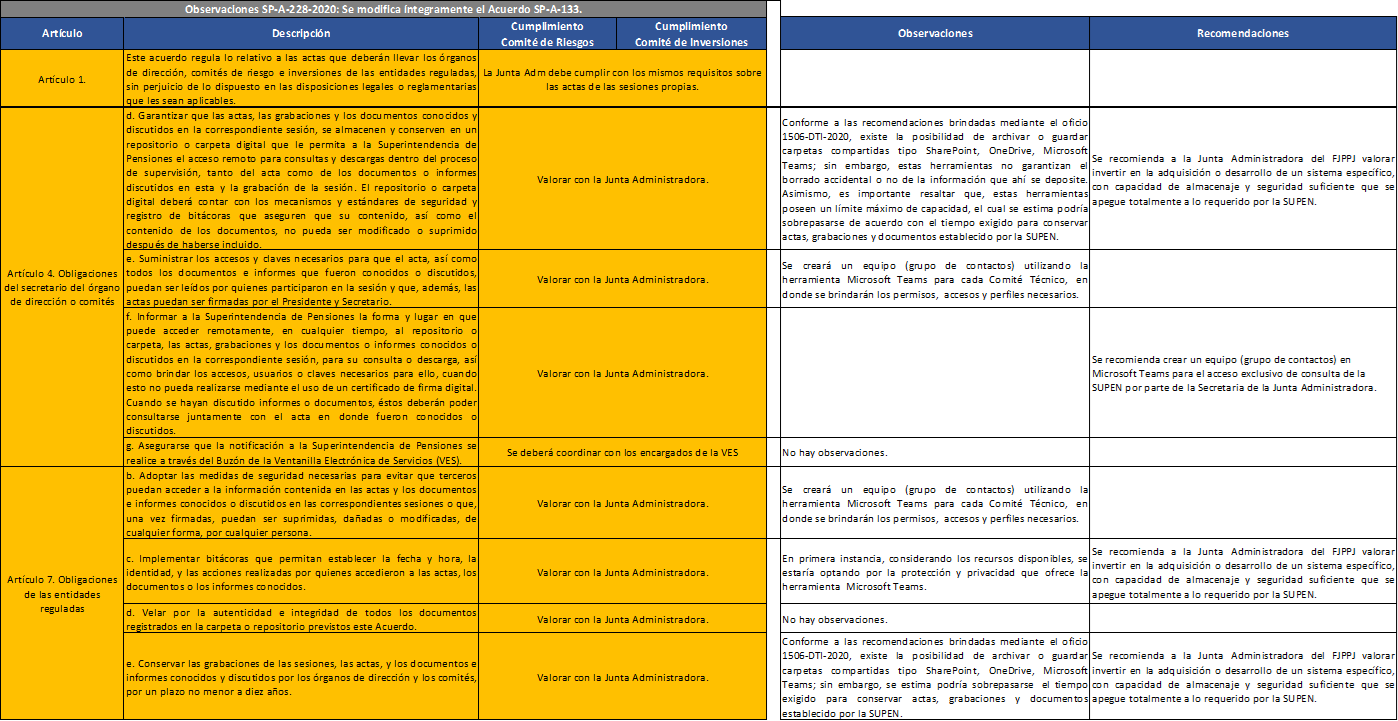 Observaciones SP-A-228-2020: Se modifica íntegramente el Acuerdo SP-A-133.
Artículo
Descripción
Cumplimiento
Comité de Riesgos
Cumplimiento
Comité de Inversiones
Observaciones
Recomendaciones
Artículo 1.
Este acuerdo regula lo relativo a las actas que deberán llevar los órganos
de dirección, comités de riesgo e inversiones de las entidades reguladas,
sin perjuicio de lo dispuesto en las disposiciones legales o reglamentarias
que les sean aplicables.
La Junta Adm debe cumplir con los mismos requisitos sobre
las actas de las sesiones propias.
Artículo 4. Obligaciones
del secretario del órgano
de dirección o comités
d. Garantizar que las actas, las grabaciones y los documentos conocidos y
discutidos en la correspondiente sesión, se almacenen y conserven en un
repositorio o carpeta digital que le permita a la Superintendencia de
Pensiones el acceso remoto para consultas y descargas dentro del proceso
de supervisión, tanto del acta como de los documentos o informes
discutidos en esta y la grabación de la sesión. El repositorio o carpeta
digital deberá contar con los mecanismos y estándares de seguridad y
registro de bitácoras que aseguren que su contenido, así como el
contenido de los documentos, no pueda ser modificado o suprimido
después de haberse incluido.
Valorar con la Junta Administradora.
Conforme a las recomendaciones brindadas mediante el oficio
1506-DTI-2020, existe la posibilidad de archivar o guardar
carpetas compartidas tipo SharePoint, OneDrive, Microsoft
Teams; sin embargo, estas herramientas no garantizan el
borrado accidental o no de la información que ahí se deposite.
Asimismo, es importante resaltar que, estas herramientas
poseen un límite máximo de capacidad, el cual se estima podría
sobrepasarse de acuerdo con el tiempo exigido para conservar
actas, grabaciones y documentos establecido por la SUPEN.
Se recomienda a la Junta Administradora del FJPPJ valorar
invertir en la adquisición o desarrollo de un sistema específico,
con capacidad de almacenaje y seguridad suficiente que se
apegue totalmente a lo requerido por la SUPEN.
e. Suministrar los accesos y claves necesarios para que el acta, así como
todos los documentos e informes que fueron conocidos o discutidos,
puedan ser leídos por quienes participaron en la sesión y que, además, las
actas puedan ser firmadas por el Presidente y Secretario.
Valorar con la Junta Administradora.
Se creará un equipo (grupo de contactos) utilizando la
herramienta Microsoft Teams para cada Comité Técnico, en
donde se brindarán los permisos, accesos y perfiles necesarios.
f. Informar a la Superintendencia de Pensiones la forma y lugar en que
puede acceder remotamente, en cualquier tiempo, al repositorio o
carpeta, las actas, grabaciones y los documentos o informes conocidos o
discutidos en la correspondiente sesión, para su consulta o descarga, así
como brindar los accesos, usuarios o claves necesarios para ello, cuando
esto no pueda realizarse mediante el uso de un certificado de firma digital.
Cuando se hayan discutido informes o documentos, éstos deberán poder
consultarse juntamente con el acta en donde fueron conocidos o
discutidos.
Valorar con la Junta Administradora.
Se recomienda crear un equipo (grupo de contactos) en
Microsoft Teams para el acceso exclusivo de consulta de la
SUPEN por parte de la Secretaria de la Junta Administradora.
g. Asegurarse que la notificación a la Superintendencia de Pensiones se
realice a través del Buzón de la Ventanilla Electrónica de Servicios (VES).
Se deberá coordinar con los encargados de la VES
No hay observaciones.
Artículo 7. Obligaciones
de las entidades
reguladas
b. Adoptar las medidas de seguridad necesarias para evitar que terceros
puedan acceder a la información contenida en las actas y los documentos
e informes conocidos o discutidos en las correspondientes sesiones o que,
una vez firmadas, puedan ser suprimidas, dañadas o modificadas, de
cualquier forma, por cualquier persona.
Valorar con la Junta Administradora.
Se creará un equipo (grupo de contactos) utilizando la
herramienta Microsoft Teams para cada Comité Técnico, en
donde se brindarán los permisos, accesos y perfiles necesarios.
c. Implementar bitácoras que permitan establecer la fecha y hora, la
identidad, y las acciones realizadas por quienes accedieron a las actas, los
documentos o los informes conocidos.
Valorar con la Junta Administradora.
En primera instancia, considerando los recursos disponibles, se
estaría optando por la protección y privacidad que ofrece la
herramienta Microsoft Teams.
Se recomienda a la Junta Administradora del FJPPJ valorar
invertir en la adquisición o desarrollo de un sistema específico,
con capacidad de almacenaje y seguridad suficiente que se
apegue totalmente a lo requerido por la SUPEN.
d. Velar por la autenticidad e integridad de todos los documentos
registrados en la carpeta o repositorio previstos este Acuerdo.
Valorar con la Junta Administradora.
No hay observaciones.
e. Conservar las grabaciones de las sesiones, las actas, y los documentos e
informes conocidos y discutidos por los órganos de dirección y los comités,
por un plazo no menor a diez años.
Valorar con la Junta Administradora.
Conforme a las recomendaciones brindadas mediante el oficio
1506-DTI-2020, existe la posibilidad de archivar o guardar
carpetas compartidas tipo SharePoint, OneDrive, Microsoft
Teams; sin embargo, se estima podría sobrepasarse el tiempo
exigido para conservar actas, grabaciones y documentos
establecido por la SUPEN.
Se recomienda a la Junta Administradora del FJPPJ valorar
invertir en la adquisición o desarrollo de un sistema específico,
con capacidad de almacenaje y seguridad suficiente que se
apegue totalmente a lo requerido por la SUPEN.